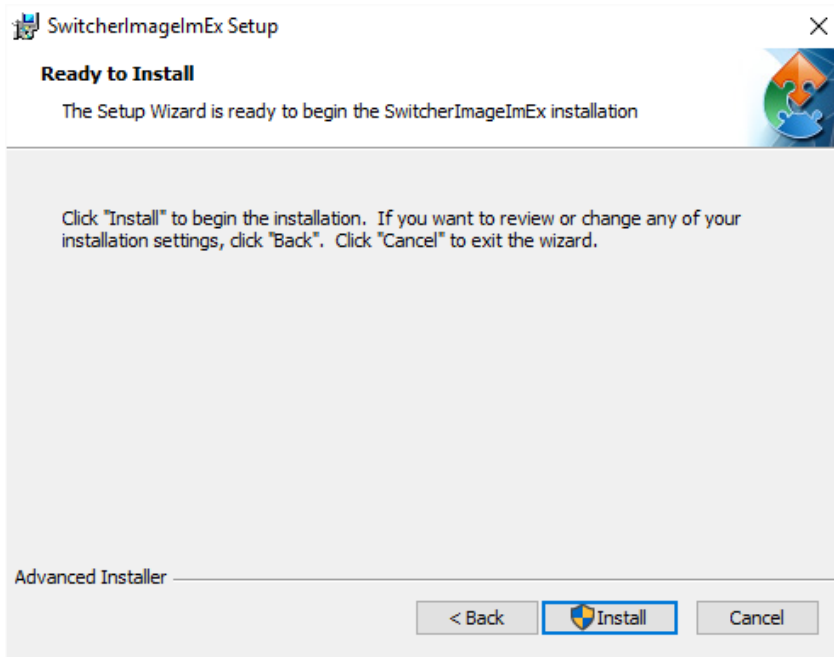 SwitcherImageImEx Setup
Ready to Install
The Setup Wizard is ready to begin the SwitcherImageImEx installation
Click "Install" to begin the installation.  If you want to review or change any of your
installation settings, click "Back".  Click "Cancel" to exit the wizard.
Advanced Installer
< Back
Install
Cancel